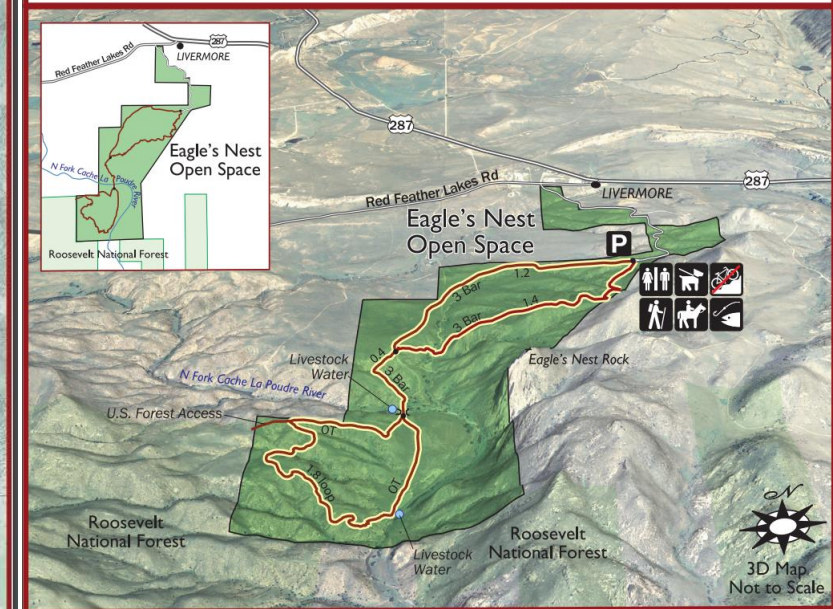 287
Red Feather Lakes Rd
LIVERMORE
Eagle's Nest
Open Space
N Fork Cache La Poudre River
Roosevelt National Forest
287
Red Feather Lakes Rd
LIVERMORE
287
Eagle's Nest
Open Space
P
1.2
3 Bar
1.4
3 Bar
Eagle's Nest Rock
0.4
3 Bar
Livestock
Water
N Fork Cache La Poudre River
U.S. Forest Access
OT
1.8 loop
OT
Roosevelt
National Forest
Livestock
Water
Roosevelt
National Forest
N
3D Map
Not to Scale